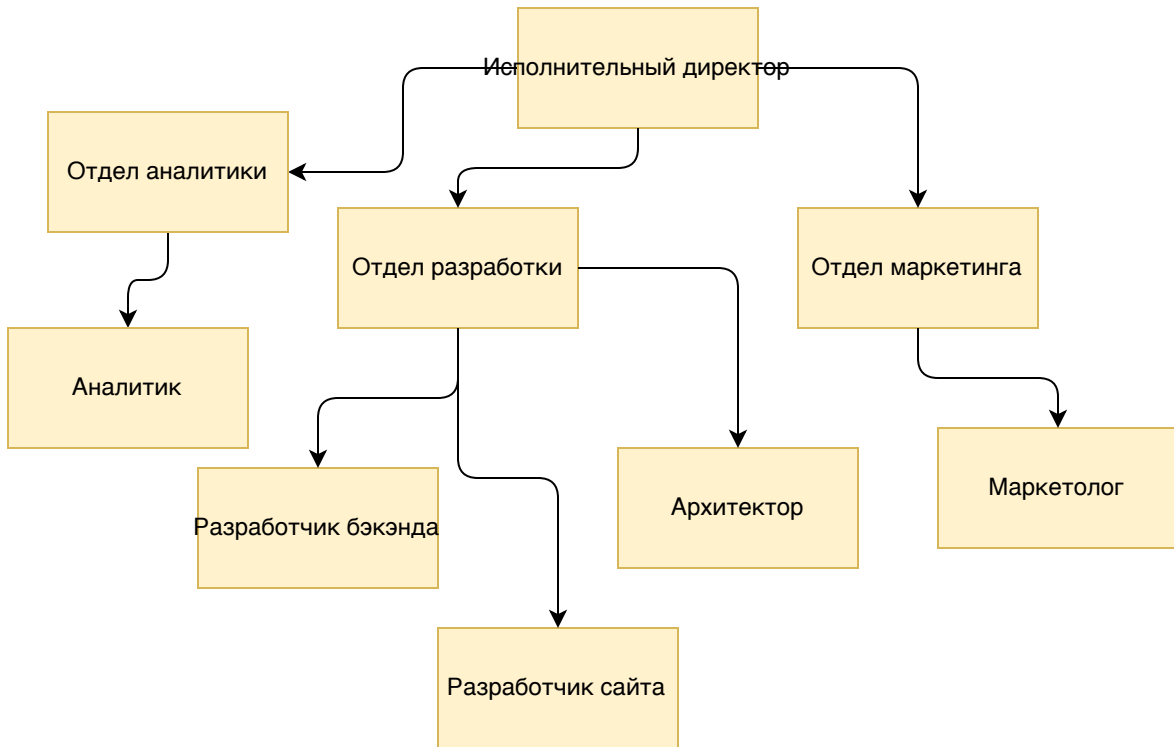 Исполнительный директор
Отдел аналитики
Отдел разработки
Отдел маркетинга
Аналитик
Разработчик бэкэнда
Архитектор
Маркетолог
Разработчик сайта